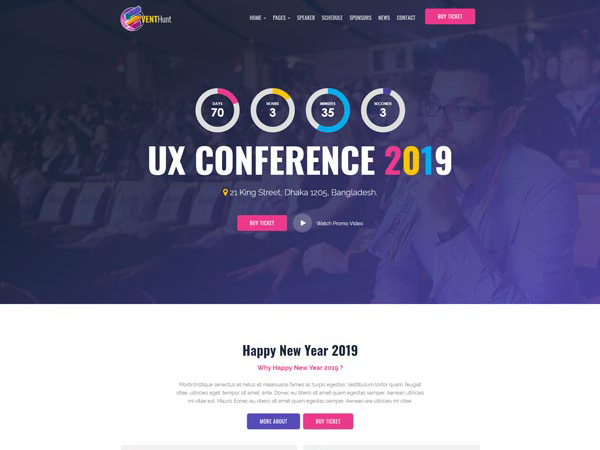 VENTHunt
HOME PAGES SPEAKER SCHEDULE SPONSORS NEWS CONTACT BUY TICKET
DAYS HOURS MINUTES SECONDS
70 3 35 3
UX CONFERENCE 2019
21 King Street, Dhaka 1205, Bangladesh.
BUY TICKET Watch Promo Video
Happy New Year 2019
Why Happy New Year 2019 ?
Morbi tristique senectus et netus et malesuada fames ac turpis egestas. Vestibulum tortor quam, feugiat
vitae, ultricies eget, tempor sit amet, ante. Donec eu libero sit amet quam egestas semper. Aenean ultricies
mi vitae est. Mauris Eonec eu libero sit amet quam egestas semper. Aenean are ultricies mi vitae.
MORE ABOUT BUY TICKET